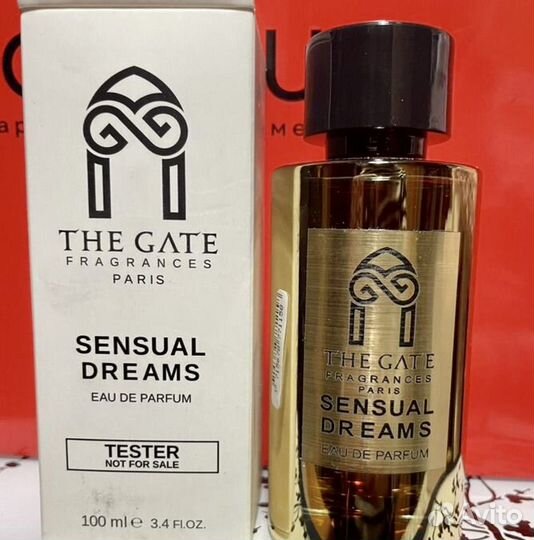 THE GATE
FRAGRANCES
PARIS
SENSUAL
DREAMS
EAU DE PARFUM
TESTER
NOT FOR SALE
100 ml e 3.4 FL.OZ.
THE GATE
FRAGRANCES
PARIS
SENSUAL
DREAMS
EAU DE PARFUM
Avito